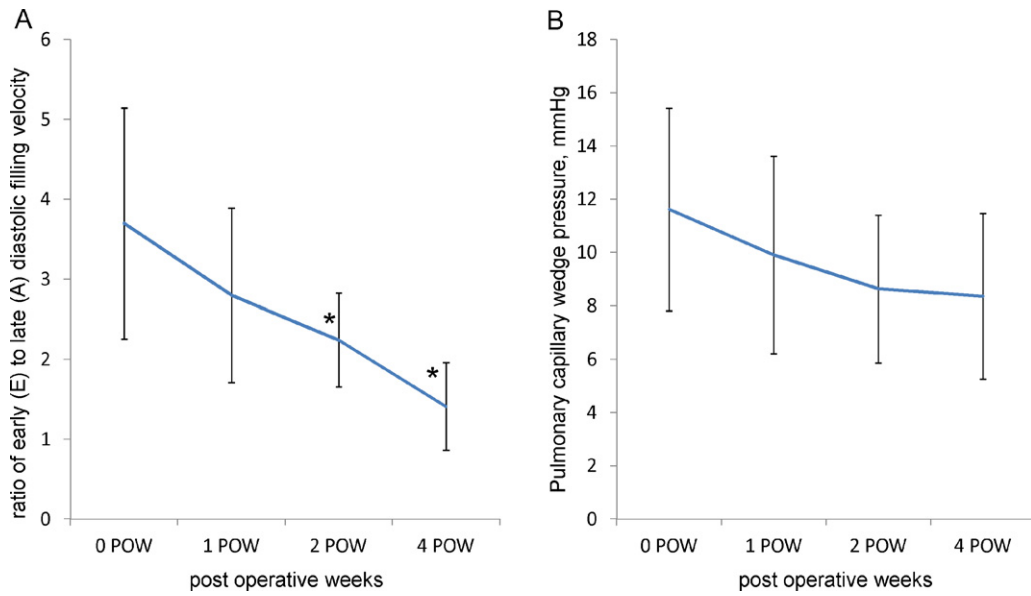 A
ratio of early (E) to late (A) diastolic filling velocity
6
5
4
3
2
1
0
*
*
0 POW 1 POW 2 POW 4 POW
post operative weeks
B
Pulmonary capillary wedge pressure, mmHg
18
16
14
12
10
8
6
4
2
0
0 POW 1 POW 2 POW 4 POW
post operative weeks